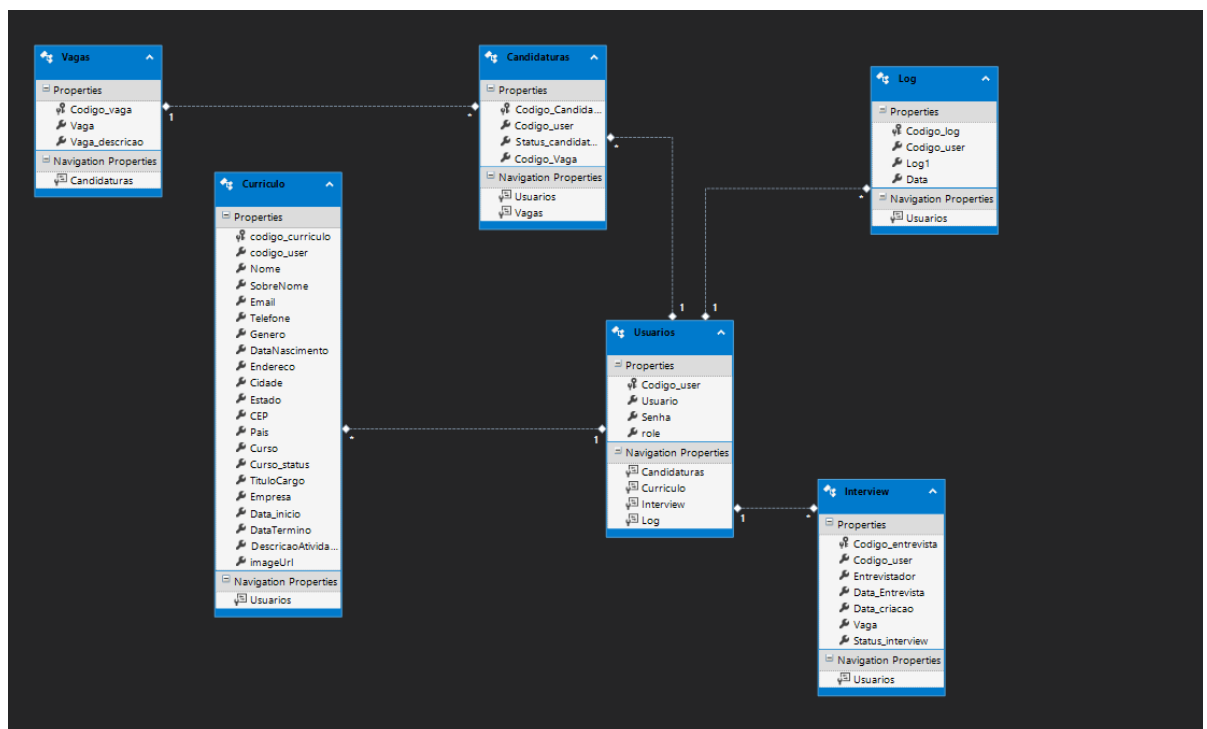 Vagas
Properties
Codigo_vaga
Vaga
Vaga_descricao
Navigation Properties
Candidaturas
1
*
Candidaturas
Properties
Codigo_Candida...
Codigo_user
Status_candidat...
Codigo_Vaga
Navigation Properties
Usuarios
Vagas
*
Log
Properties
Codigo_log
Codigo_user
Log1
Data
Navigation Properties
Usuarios
*
Curriculo
Properties
codigo_curriculo
codigo_user
Nome
SobreNome
Email
Telefone
Genero
DataNascimento
Endereco
Cidade
Estado
CEP
Pais
Curso
Curso_status
TituloCargo
Empresa
Data_inicio
DataTermino
DescricaoAtivida...
imageUrl
Navigation Properties
Usuarios
*
1
1
1
Usuarios
Properties
Codigo_user
Usuario
Senha
role
Navigation Properties
Candidaturas
Curriculo
Interview
Log
1
*
Interview
Properties
Codigo_entrevista
Codigo_user
Entrevistador
Data_Entrevista
Data_criacao
Vaga
Status_interview
Navigation Properties
Usuarios